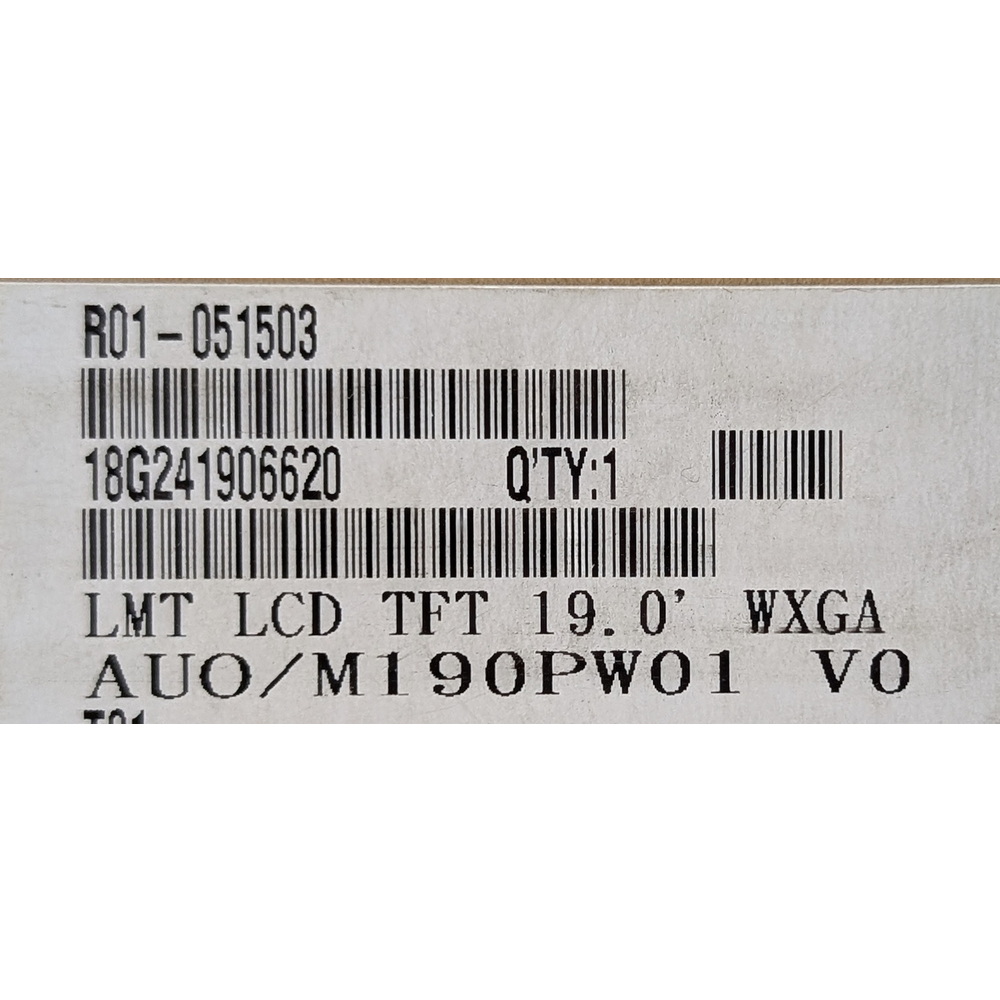 R01-051503
18G241906620 Q'TY:1
LMT LCD TFT 19.0' WXGA
AUO/M190PW01 V0